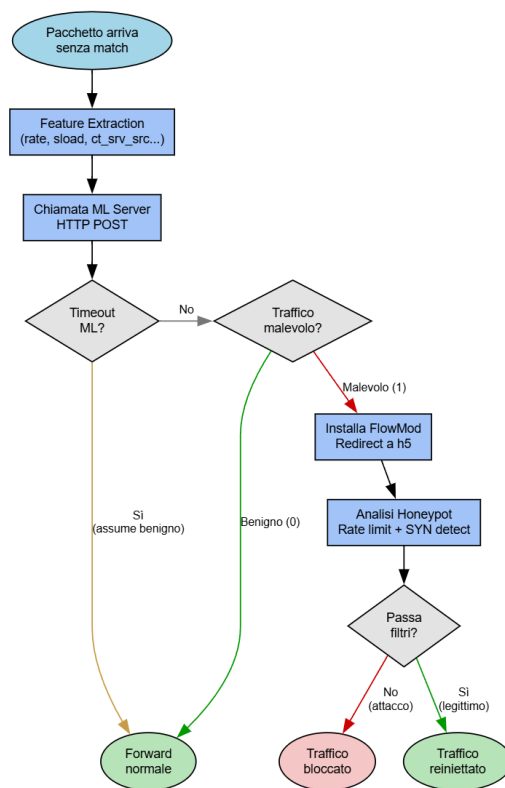 Pacchetto arriva
senza match
Feature Extraction
(rate, sload, ct_srv_src...)
Chiamata ML Server
HTTP POST
Timeout
ML?
No
Traffico
malevolo?
Malevolo (1)
Installa FlowMod
Redirect a h5
Sì
(assume benigno)
Benigno (0)
Analisi Honeypot
Rate limit + SYN detect
Passa
filtri?
No
(attacco)
Sì
(legittimo)
Forward
normale
Traffico
bloccato
Traffico
reiniettato